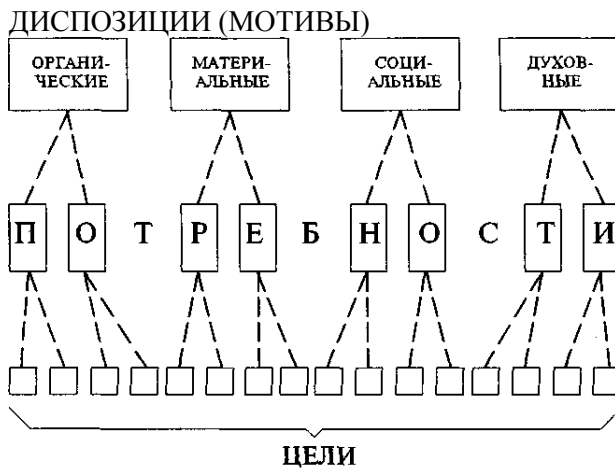 ДИСПОЗИЦИИ (МОТИВЫ)
ОРГАНИ-
ЧЕСКИЕ
МАТЕРИ-
АЛЬНЫЕ
СОЦИ-
АЛЬНЫЕ
ДУХОВ-
НЫЕ
П О Т Р Е Б Н О С Т И
ЦЕЛИ